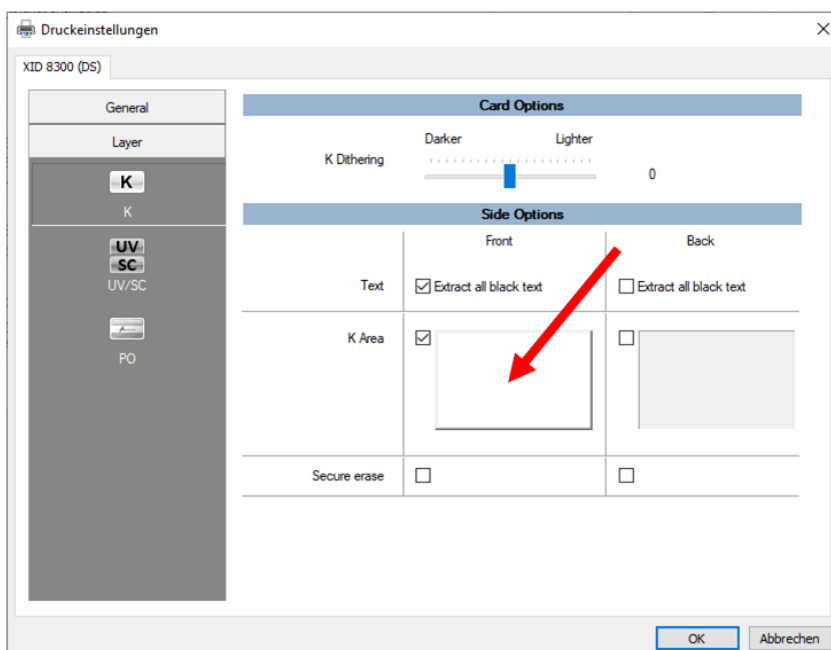 Druckeinstellungen
XID 8300 (DS)
General
Layer
K
K
UV
SC
UV/SC
PO
Card Options
Darker Lighter
K Dithering 0
Side Options
Front Back
Text Extract all black text Extract all black text
K Area
Secure erase
OK Abbrechen